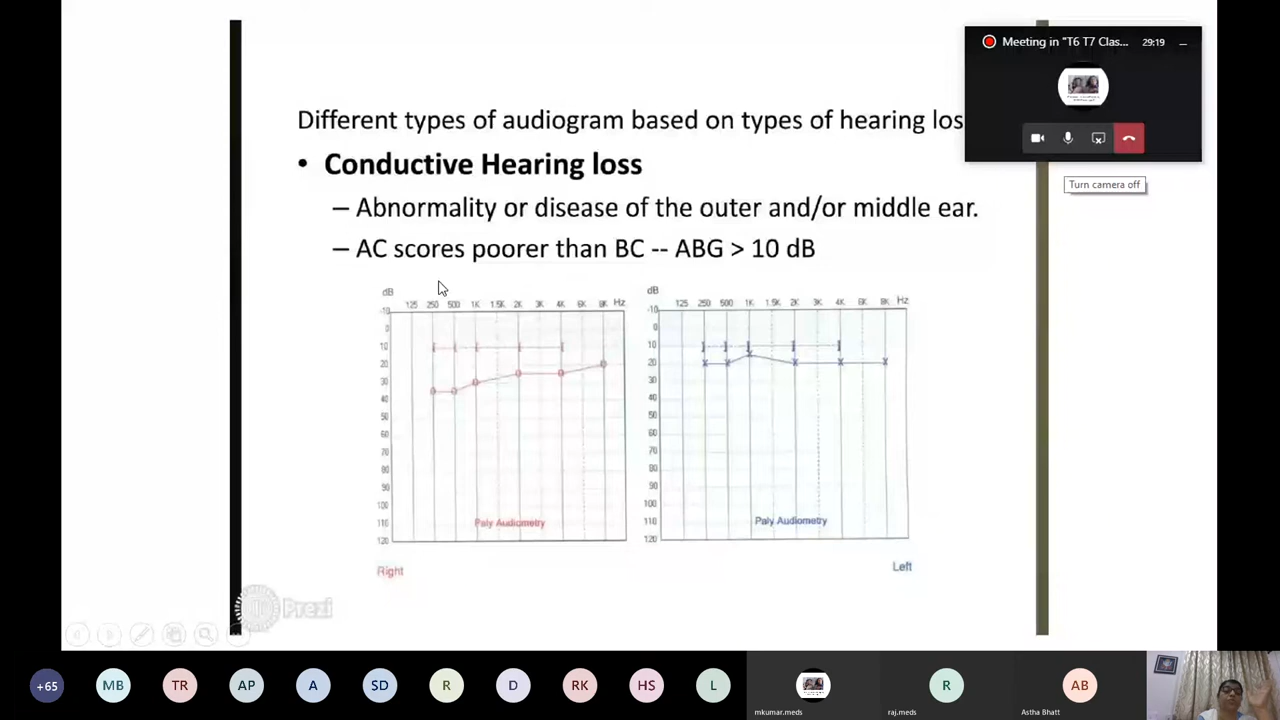 Meeting in "T6 T7 Clas... 29:19
Turn camera off
Different types of audiogram based on types of hearing los
• Conductive Hearing loss
– Abnormality or disease of the outer and/or middle ear.
– AC scores poorer than BC -- ABG > 10 dB
dB
125 250 500 1K 1.5K 2K 3K 4K 6K 8K Hz
-10
0
10
20
30
40
50
60
70
80
90
100
110
120
Paly Audiometry
Right
dB
125 250 500 1K 1.5K 2K 3K 4K 6K 8K Hz
-10
0
10
20
30
40
50
60
70
80
90
100
110
120
Paly Audiometry
Left
Prezi
+65 MB TR AP A SD R D RK HS L R AB
mkumar.meds raj.meds Astha Bhatt